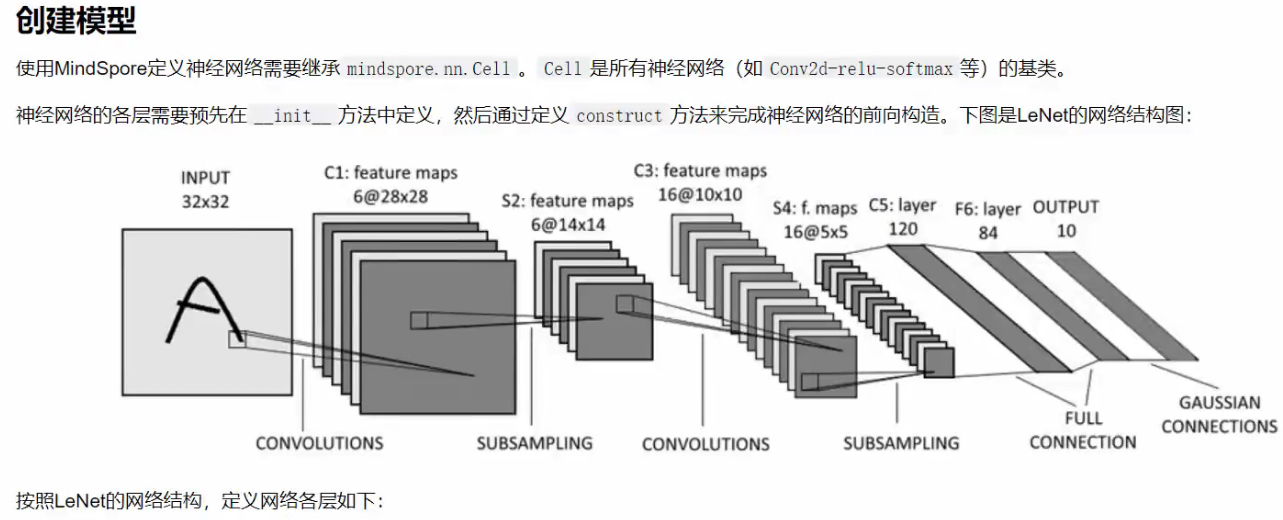 创建模型
使用MindSpore定义神经网络需要继承 mindspore.nn.Cell 。 Cell 是所有神经网络（如 Conv2d-relu-softmax 等）的基类。
神经网络的各层需要预先在 __init__ 方法中定义，然后通过定义 construct 方法来完成神经网络的前向构造。下图是LeNet的网络结构图：
INPUT
32x32
C1: feature maps
6@28x28
S2: feature maps
6@14x14
C3: feature maps
16@10x10
S4: f. maps
16@5x5
C5: layer
120
F6: layer
84
OUTPUT
10
CONVOLUTIONS
SUBSAMPLING
CONVOLUTIONS
SUBSAMPLING
FULL
CONNECTION
GAUSSIAN
CONNECTIONS
按照LeNet的网络结构，定义网络各层如下：